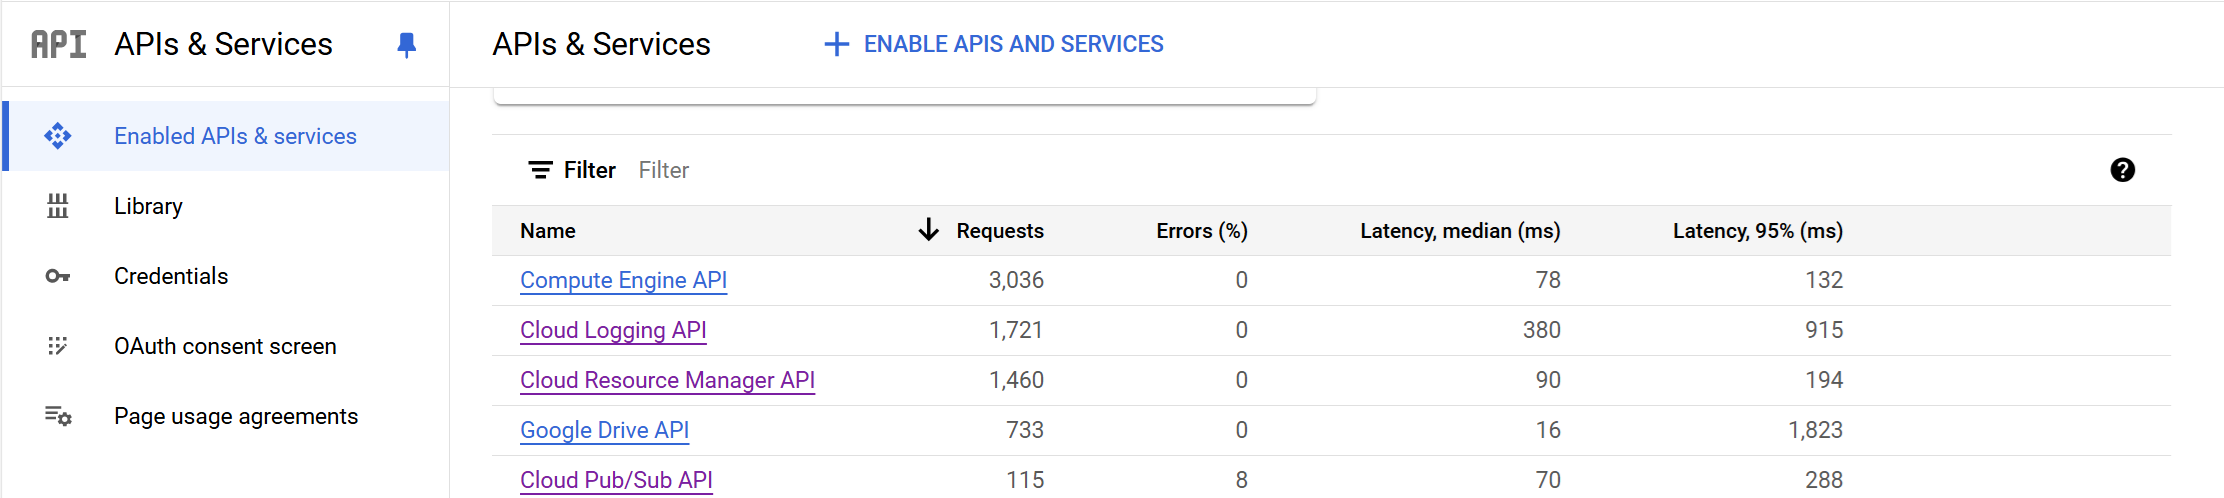 API APIs & Services
Enabled APIs & services
Library
Credentials
OAuth consent screen
Page usage agreements
APIs & Services ENABLE APIS AND SERVICES
Filter Filter
Name Requests Errors (%) Latency, median (ms) Latency, 95% (ms)
Compute Engine API 3,036 0 78 132
Cloud Logging API 1,721 0 380 915
Cloud Resource Manager API 1,460 0 90 194
Google Drive API 733 0 16 1,823
Cloud Pub/Sub API 115 8 70 288